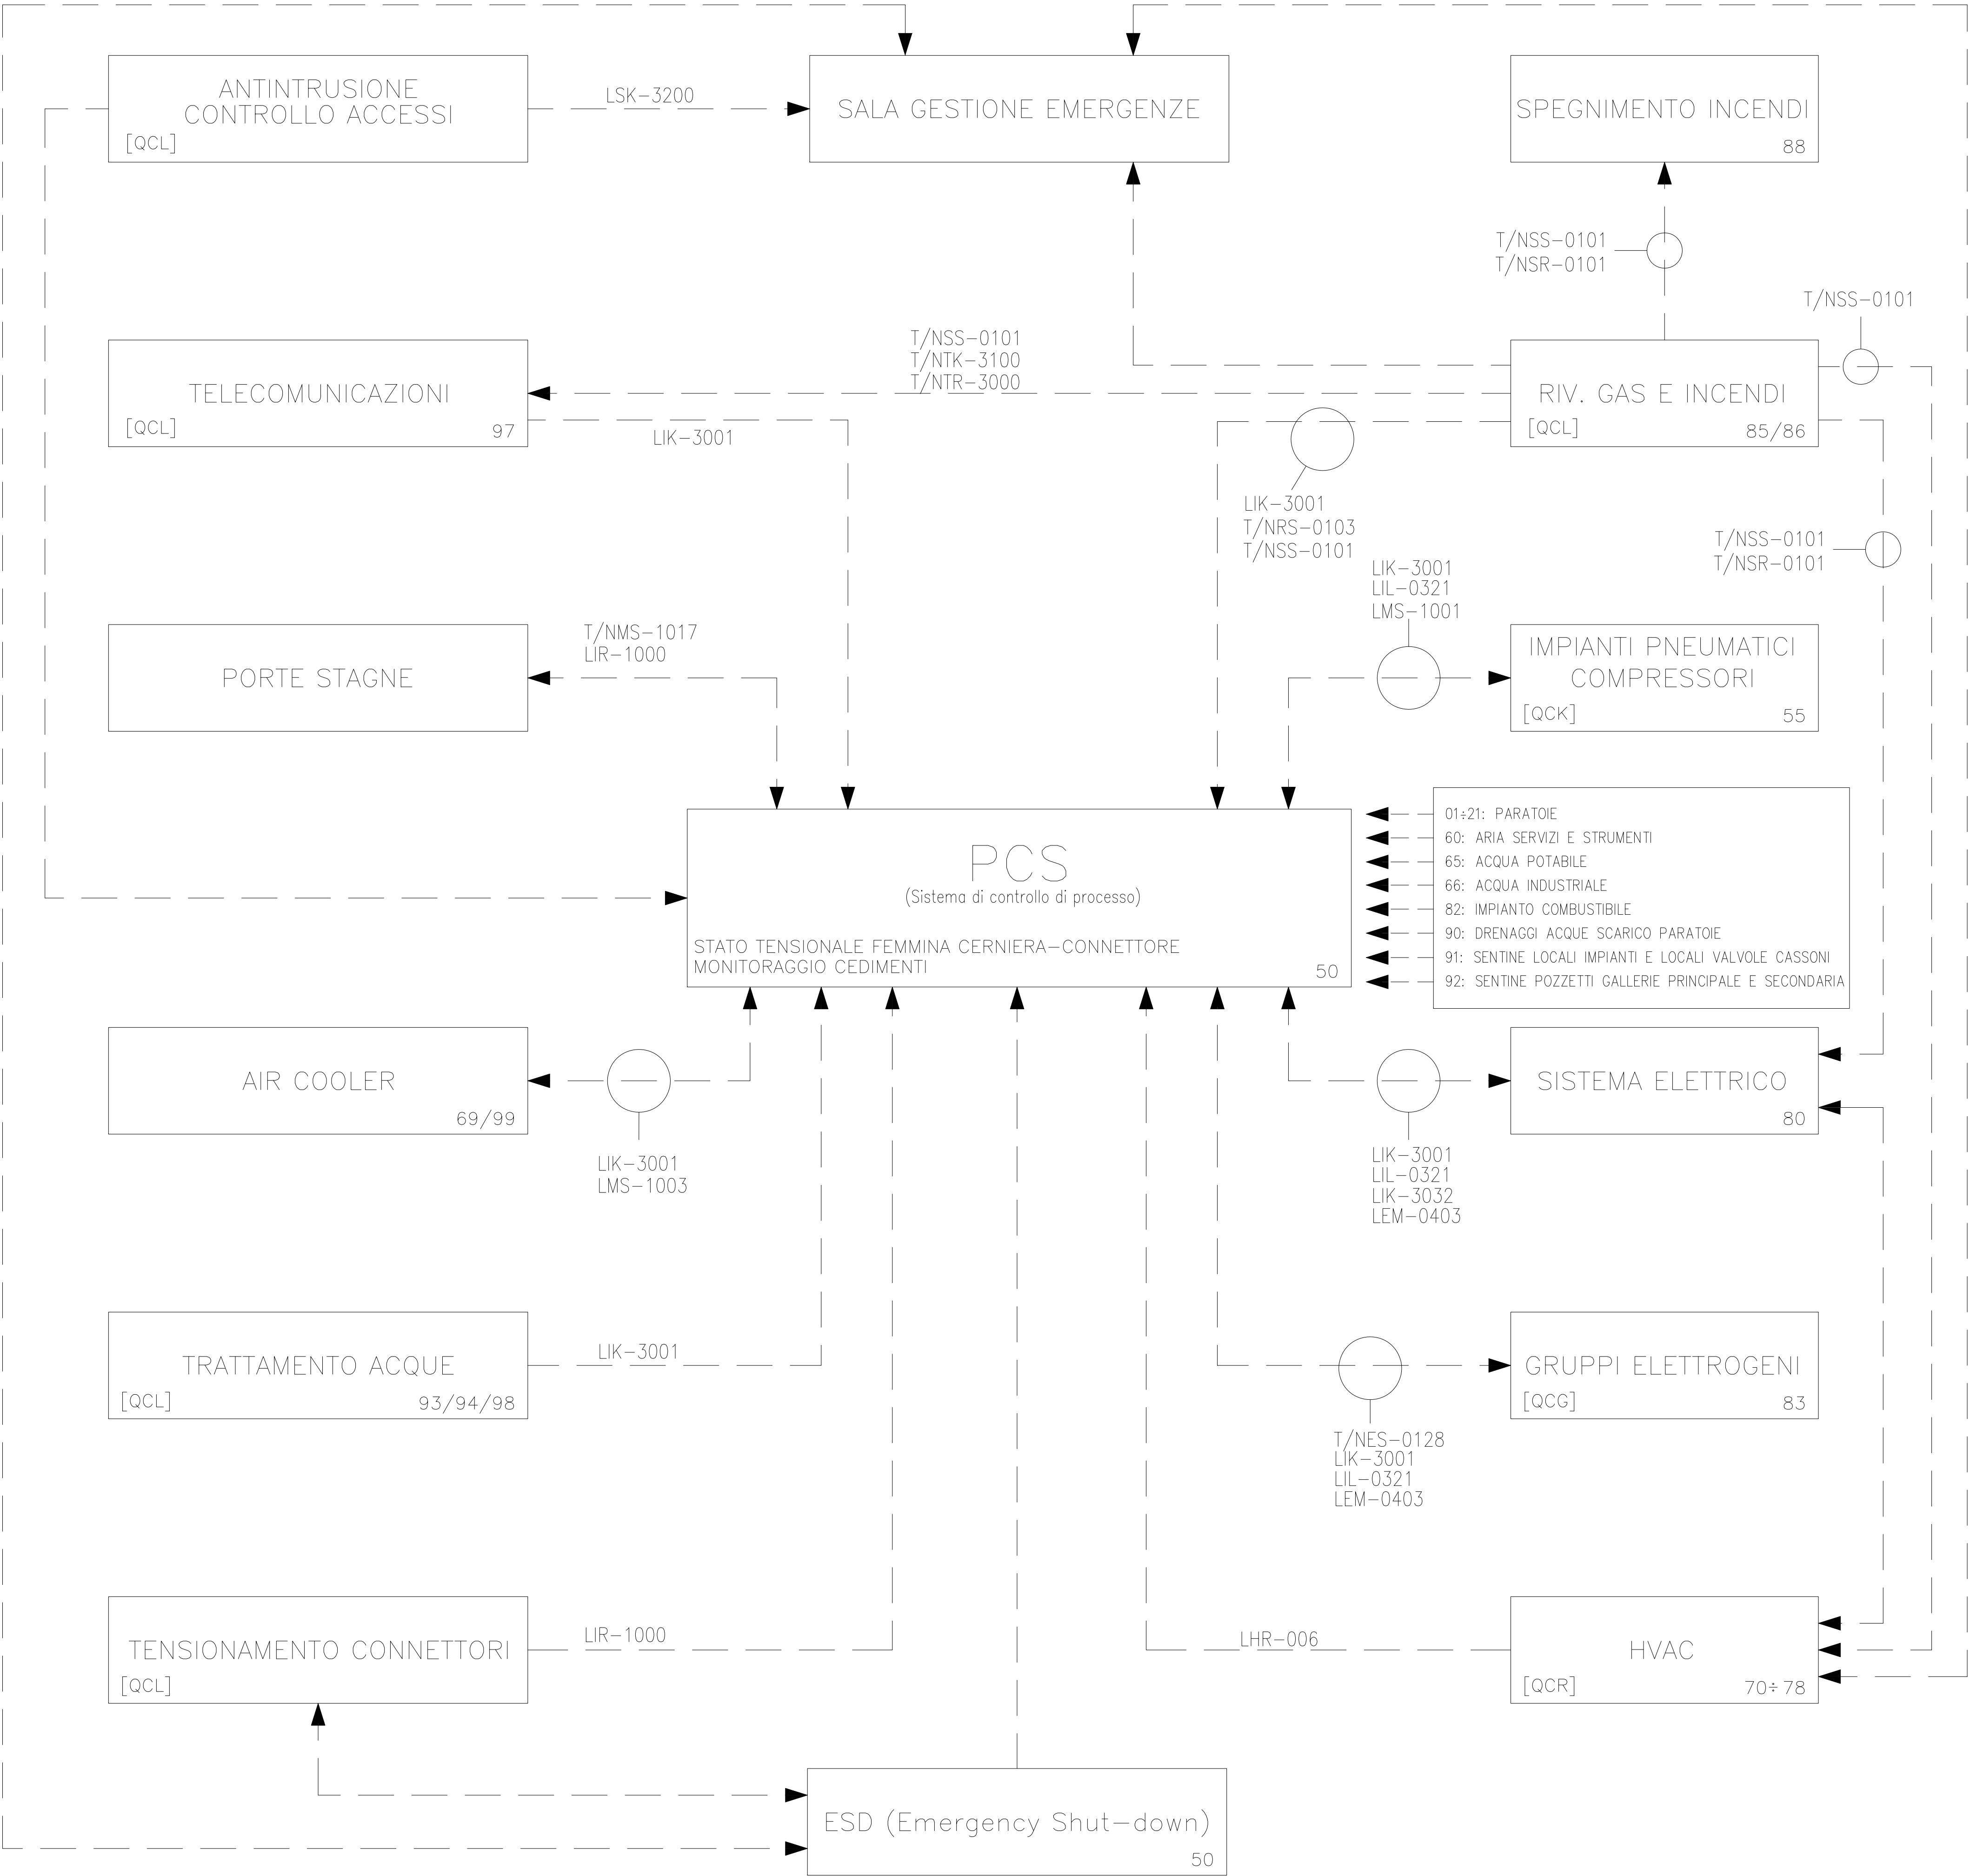 ANTINTRUSIONE
CONTROLLO ACCESSI
[QCL]
LSK-3200
SALA GESTIONE EMERGENZE
SPEGNIMENTO INCENDI
88
T/NSS-0101
T/NSR-0101
T/NSS-0101
TELECOMUNICAZIONI
[QCL]
97
LIK-3001
T/NSS-0101
T/NTK-3100
T/NTR-3000
RIV. GAS E INCENDI
[QCL]
85/86
LIK-3001
T/NRS-0103
T/NSS-0101
T/NSS-0101
T/NSR-0101
PORTE STAGNE
T/NMS-1017
LIR-1000
LIK-3001
LIL-0321
LMS-1001
IMPIANTI PNEUMATICI
COMPRESSORI
[QCK]
55
PCS
(Sistema di controllo di processo)
STATO TENSIONALE FEMMINA CERNIERA-CONNETTORE
MONITORAGGIO CEDIMENTI
50
01÷21: PARATOIE
60: ARIA SERVIZI E STRUMENTI
65: ACQUA POTABILE
66: ACQUA INDUSTRIALE
82: IMPIANTO COMBUSTIBILE
90: DRENAGGI ACQUE SCARICO PARATOIE
91: SENTINE LOCALI IMPIANTI E LOCALI VALVOLE CASSONI
92: SENTINE POZZETTI GALLERIE PRINCIPALE E SECONDARIA
AIR COOLER
69/99
LIK-3001
LMS-1003
SISTEMA ELETTRICO
80
LIK-3001
LIL-0321
LIK-3032
LEM-0403
TRATTAMENTO ACQUE
[QCL]
93/94/98
LIK-3001
GRUPPI ELETTROGENI
[QCG]
83
T/NES-0128
LIK-3001
LIL-0321
LEM-0403
TENSIONAMENTO CONNETTORI
[QCL]
LIR-1000
LHR-006
HVAC
[QCR]
70÷78
ESD (Emergency Shut-down)
50